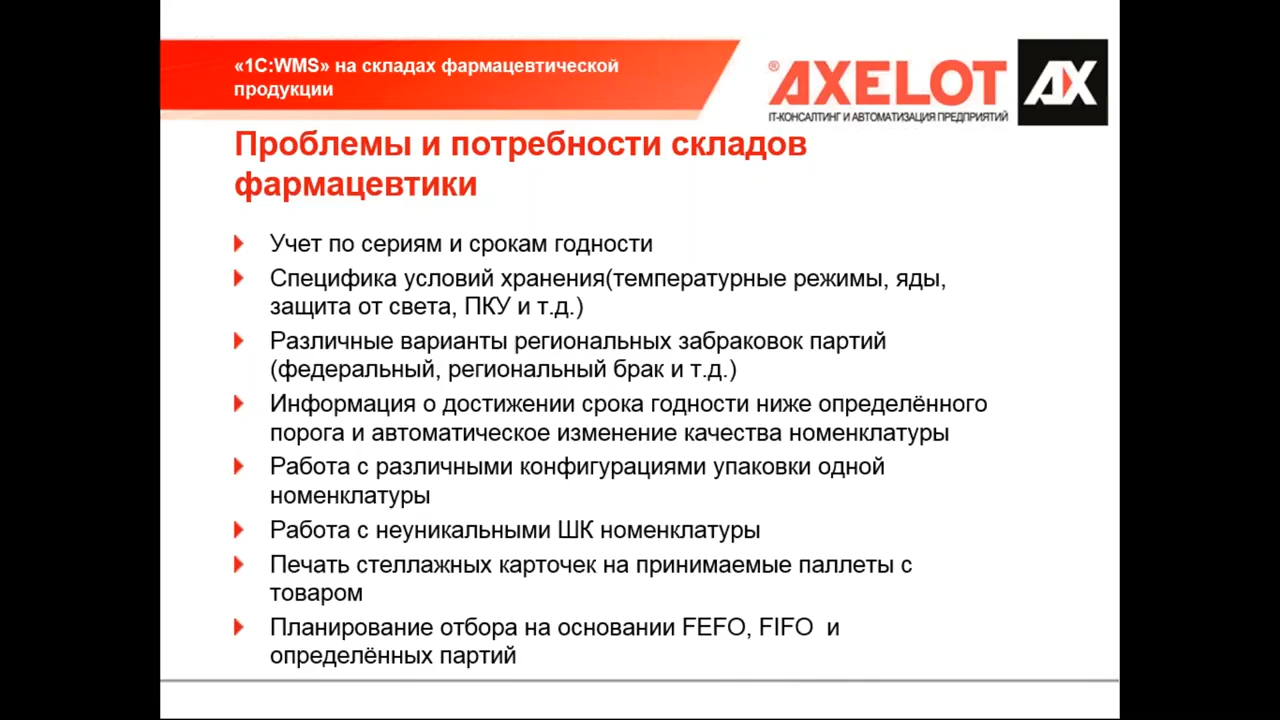 «1С:WMS» на складах фармацевтической
продукции
®AXELOT
AX
IT-КОНСАЛТИНГ И АВТОМАТИЗАЦИЯ ПРЕДПРИЯТИЙ
Проблемы и потребности складов
фармацевтики
Учет по сериям и срокам годности
Специфика условий хранения(температурные режимы, яды,
защита от света, ПКУ и т.д.)
Различные варианты региональных забраковок партий
(федеральный, региональный брак и т.д.)
Информация о достижении срока годности ниже определённого
порога и автоматическое изменение качества номенклатуры
Работа с различными конфигурациями упаковки одной
номенклатуры
Работа с неуникальными ШК номенклатуры
Печать стеллажных карточек на принимаемые паллеты с
товаром
Планирование отбора на основании FEFO, FIFO и
определённых партий